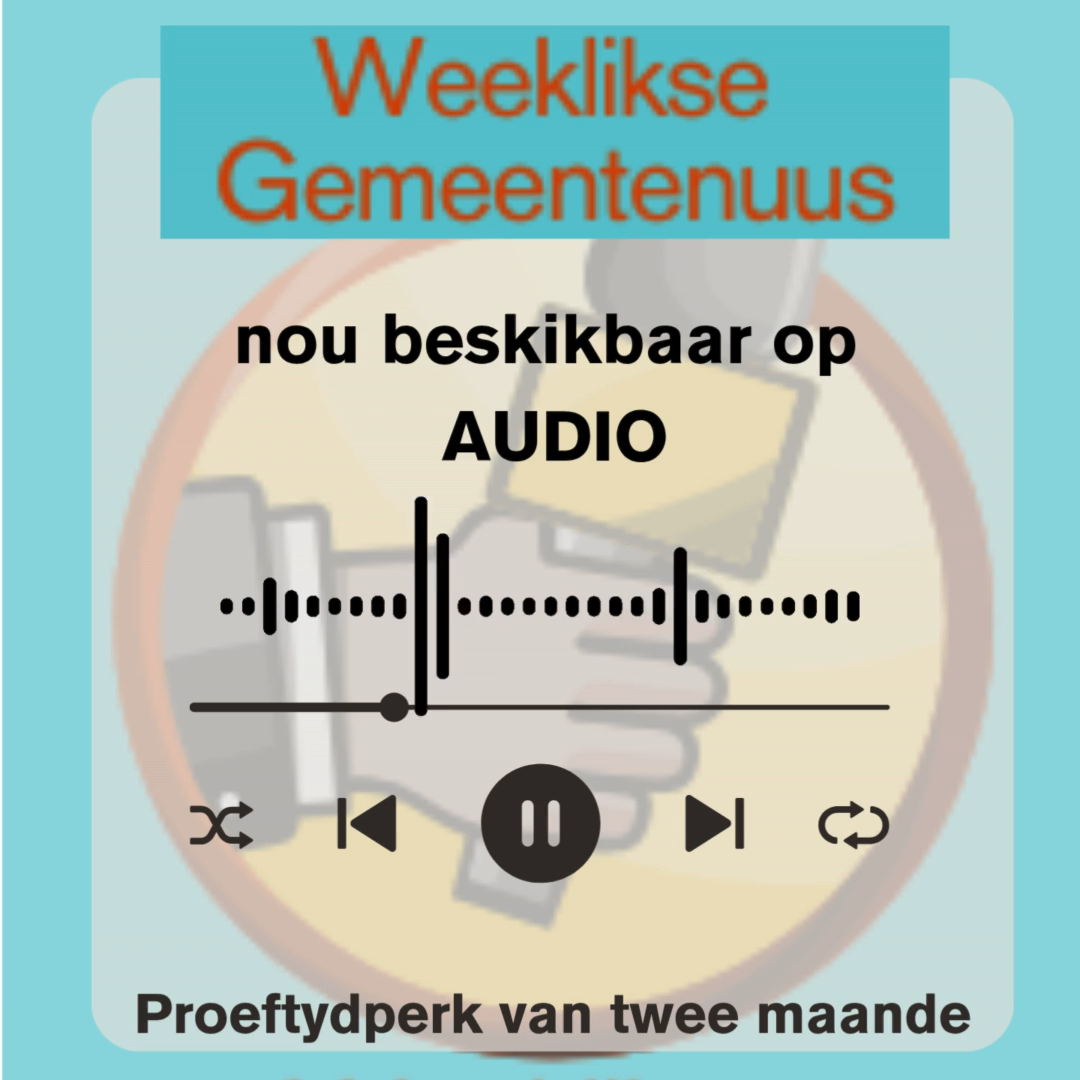 Weeklikse
Gemeentenuus
nou beskikbaar op
AUDIO
Proeftydperk van twee maande